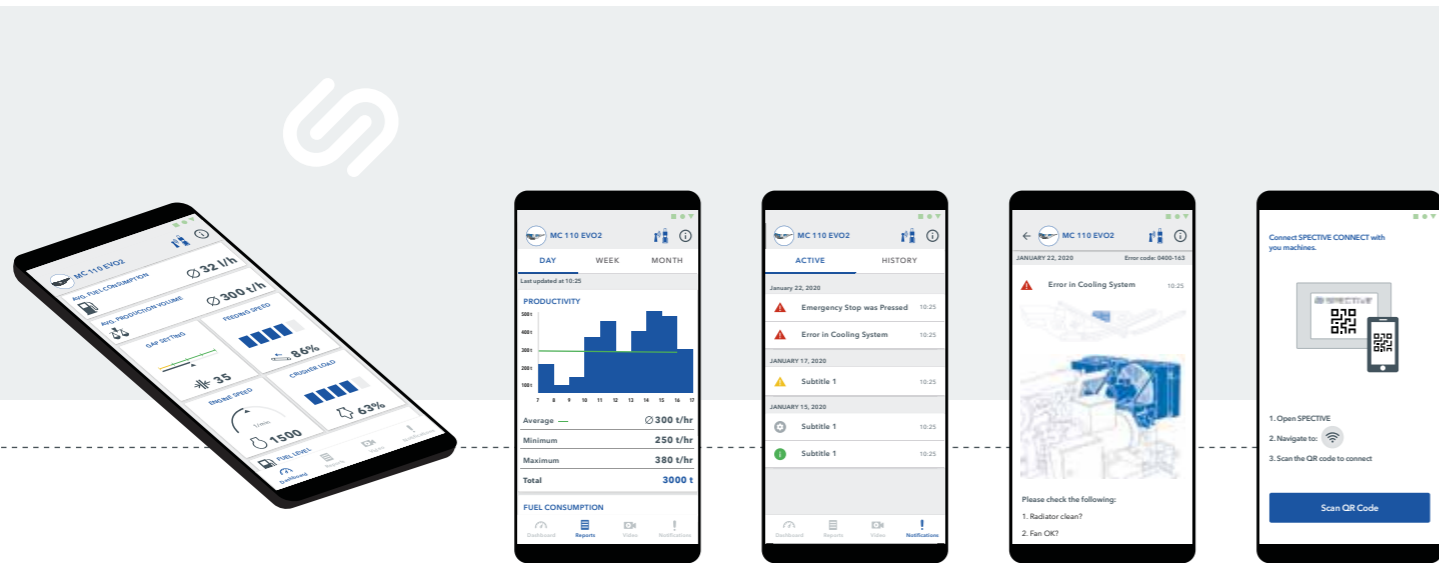 MC 110 EVO2
AVG. FUEL CONSUMPTION
∅ 32 l/h
AVG. PRODUCTION VOLUME
∅ 300 t/h
GAP SETTING
35
FEEDING SPEED
86%
ENGINE SPEED
1/min
1500
CRUSHER LOAD
63%
FUEL LEVEL
Dashboard Reports Video Notifications
MC 110 EVO2
DAY WEEK MONTH
Last updated at 10:25
PRODUCTIVITY
500 t
400 t
300 t
200 t
100 t
7 8 9 10 11 12 13 14 15 16 17
Average — ∅ 300 t/hr
Minimum 250 t/hr
Maximum 380 t/hr
Total 3000 t
FUEL CONSUMPTION
Dashboard Reports Video Notifications
MC 110 EVO2
ACTIVE HISTORY
January 22, 2020
Emergency Stop was Pressed 10:25
Error in Cooling System 10:25
JANUARY 17, 2020
Subtitle 1 10:25
JANUARY 15, 2020
Subtitle 1 10:25
Subtitle 1 10:25
Dashboard Reports Video Notifications
MC 110 EVO2
JANUARY 22, 2020 Error code: 0400-163
Error in Cooling System 10:25
Please check the following:
1. Radiator clean?
2. Fan OK?
Connect SPECTIVE CONNECT with
you machines.
SPECTIVE
1. Open SPECTIVE
2. Navigate to:
3. Scan the QR code to connect
Scan QR Code